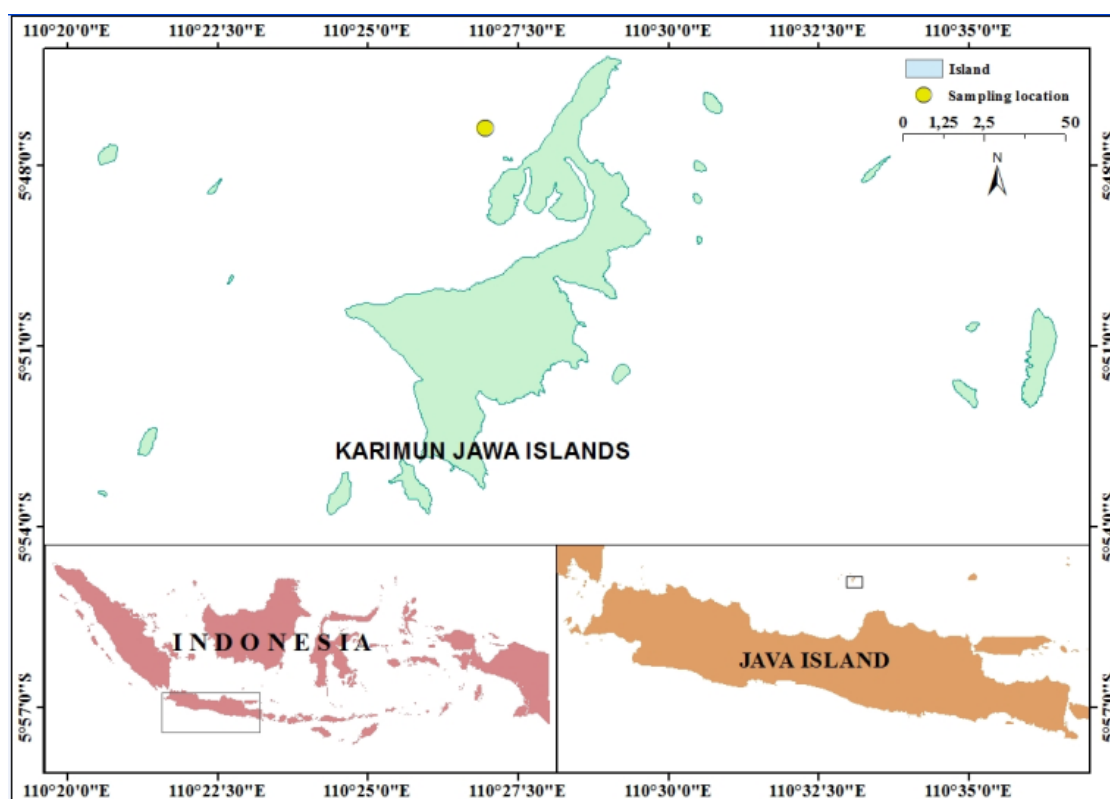 110°20'0"E 110°22'30"E 110°25'0"E 110°27'30"E 110°30'0"E 110°32'30"E 110°35'0"E
Island
Sampling location
0 1,25 2,5 50
N
5°48'0"S 5°48'0"S
5°51'0"S 5°51'0"S
KARIMUN JAWA ISLANDS
5°54'0"S 5°54'0"S
INDONESIA
JAVA ISLAND
5°57'0"S 5°57'0"S
110°20'0"E 110°22'30"E 110°25'0"E 110°27'30"E 110°30'0"E 110°32'30"E 110°35'0"E